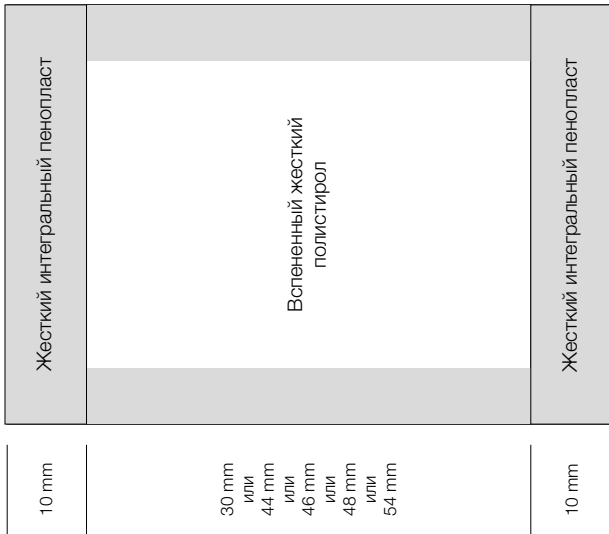 Жесткий интегральный пенопласт
Вспененный жесткий
полистирол
Жесткий интегральный пенопласт
10 mm
30 mm
или
44 mm
или
46 mm
или
48 mm
или
54 mm
10 mm